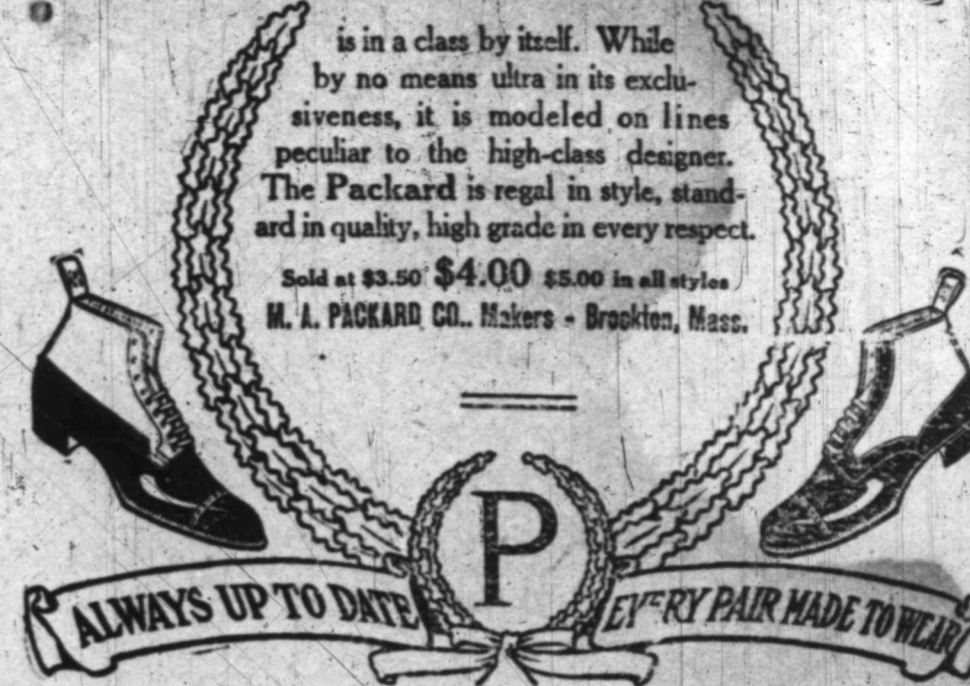 is in a class by itself. While
by no means ultra in its exclu-
siveness, it is modeled on lines
peculiar to the high-class designer.
The Packard is regal in style, stand-
ard in quality, high grade in every respect.
Sold at $3.50 $4.00 $5.00 in all styles
M. A. PACKARD CO., Makers - Brockton, Mass.
P
ALWAYS UP TO DATE
EVERY PAIR MADE TO WEAR